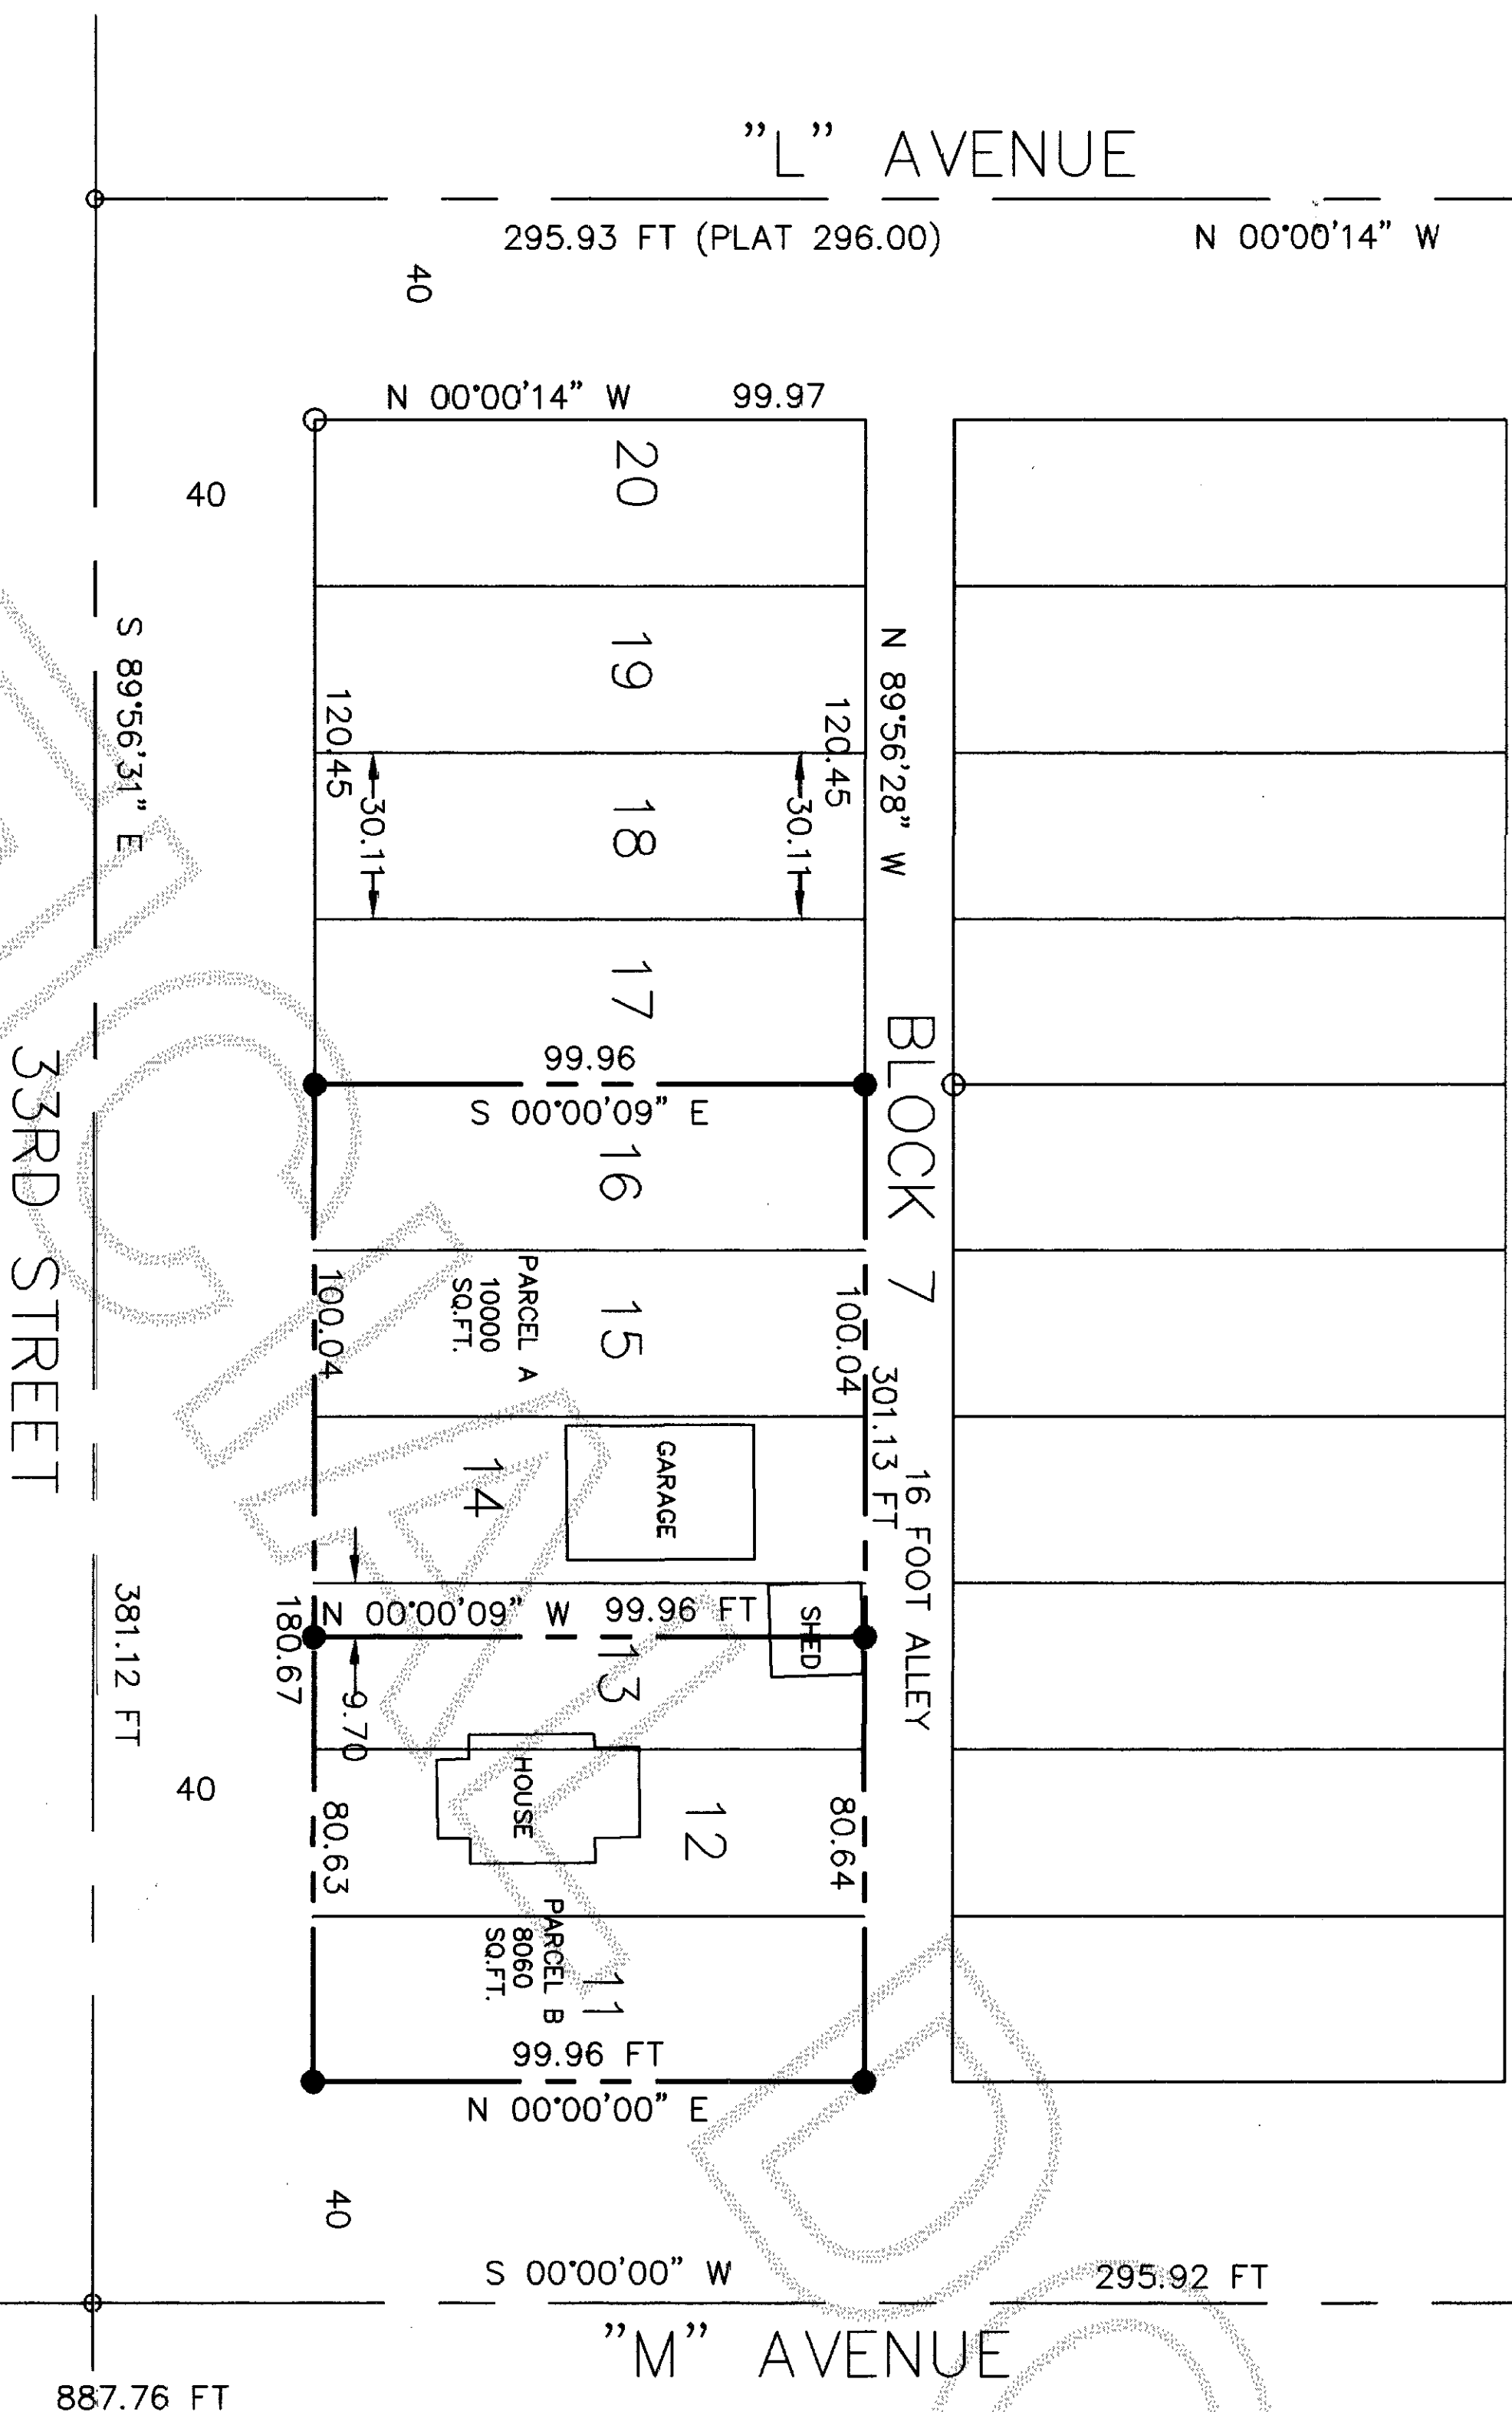 "L" AVENUE
295.93 FT (PLAT 296.00)
N 00°00'14" W
40
N 00°00'14" W
99.97
40
20
19
18
17
S 89°56'31" E
N 89°56'28" W
120.45
120.45
30.11
30.11
99.96
S 00°00'09" E
BLOCK 7
16
15
PARCEL A
10000
SQ.FT.
100.04
100.04
301.13 FT
16 FOOT ALLEY
33RD STREET
14
GARAGE
SHED
N 00°00'09" W
99.96 FT
13
180.67
9.70
381.12 FT
40
HOUSE
12
80.63
80.64
PARCEL B
8060
SQ.FT.
11
99.96 FT
N 00°00'00" E
40
S 00°00'00" W
295.92 FT
"M" AVENUE
887.76 FT